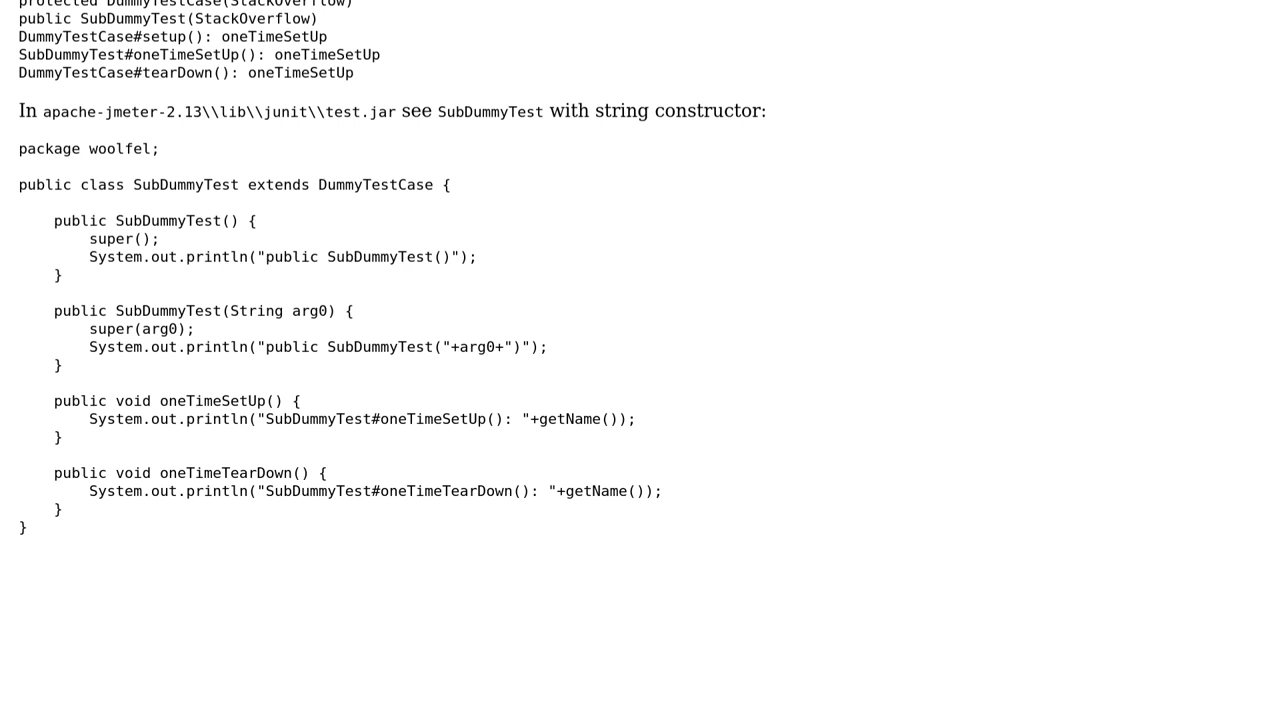 protected DummyTestCase(StackOverflow)
public SubDummyTest(StackOverflow)
DummyTestCase#setup(): oneTimeSetUp
SubDummyTest#oneTimeSetUp(): oneTimeSetUp
DummyTestCase#tearDown(): oneTimeSetUp
In apache-jmeter-2.13\\lib\\junit\\test.jar see SubDummyTest with string constructor:
package woolfel;
public class SubDummyTest extends DummyTestCase {
    public SubDummyTest() {
        super();
        System.out.println("public SubDummyTest()");
    }
    public SubDummyTest(String arg0) {
        super(arg0);
        System.out.println("public SubDummyTest("+arg0+")");
    }
    public void oneTimeSetUp() {
        System.out.println("SubDummyTest#oneTimeSetUp(): "+getName());
    }
    public void oneTimeTearDown() {
        System.out.println("SubDummyTest#oneTimeTearDown(): "+getName());
    }
}